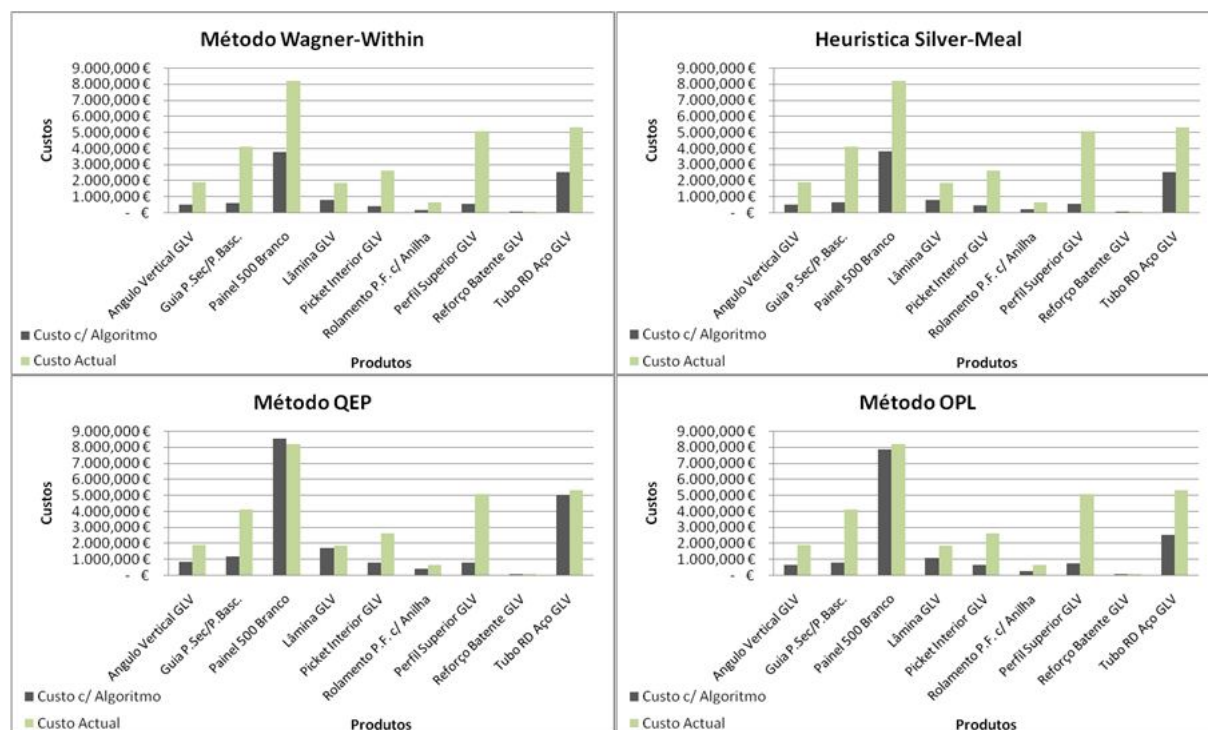 Método Wagner-Within
Custos
9.000,000 €
8.000,000 €
7.000,000 €
6.000,000 €
5.000,000 €
4.000,000 €
3.000,000 €
2.000,000 €
1.000,000 €
- €
Angulo Vertical GLV
Guia P.Sec/P.Basc.
Painel 500 Branco
Lâmina GLV
Picket Interior GLV
Rolamento P.F. c/ Anilha
Perfil Superior GLV
Reforço Batente GLV
Tubo RD Aço GLV
Custo c/ Algoritmo
Custo Actual
Produtos
Heuristica Silver-Meal
Custos
9.000,000 €
8.000,000 €
7.000,000 €
6.000,000 €
5.000,000 €
4.000,000 €
3.000,000 €
2.000,000 €
1.000,000 €
- €
Angulo Vertical GLV
Guia P.Sec/P.Basc.
Painel 500 Branco
Lâmina GLV
Picket Interior GLV
Rolamento P.F. c/ Anilha
Perfil Superior GLV
Reforço Batente GLV
Tubo RD Aço GLV
Custo c/ Algoritmo
Custo Actual
Produtos
Método QEP
Custos
9.000,000 €
8.000,000 €
7.000,000 €
6.000,000 €
5.000,000 €
4.000,000 €
3.000,000 €
2.000,000 €
1.000,000 €
- €
Angulo Vertical GLV
Guia P.Sec/P.Basc.
Painel 500 Branco
Lâmina GLV
Picket Interior GLV
Rolamento P.F. c/ Anilha
Perfil Superior GLV
Reforço Batente GLV
Tubo RD Aço GLV
Custo c/ Algoritmo
Custo Actual
Produtos
Método OPL
Custos
9.000,000 €
8.000,000 €
7.000,000 €
6.000,000 €
5.000,000 €
4.000,000 €
3.000,000 €
2.000,000 €
1.000,000 €
- €
Angulo Vertical GLV
Guia P.Sec/P.Basc.
Painel 500 Branco
Lâmina GLV
Picket Interior GLV
Rolamento P.F. c/ Anilha
Perfil Superior GLV
Reforço Batente GLV
Tubo RD Aço GLV
Custo c/ Algoritmo
Custo Actual
Produtos